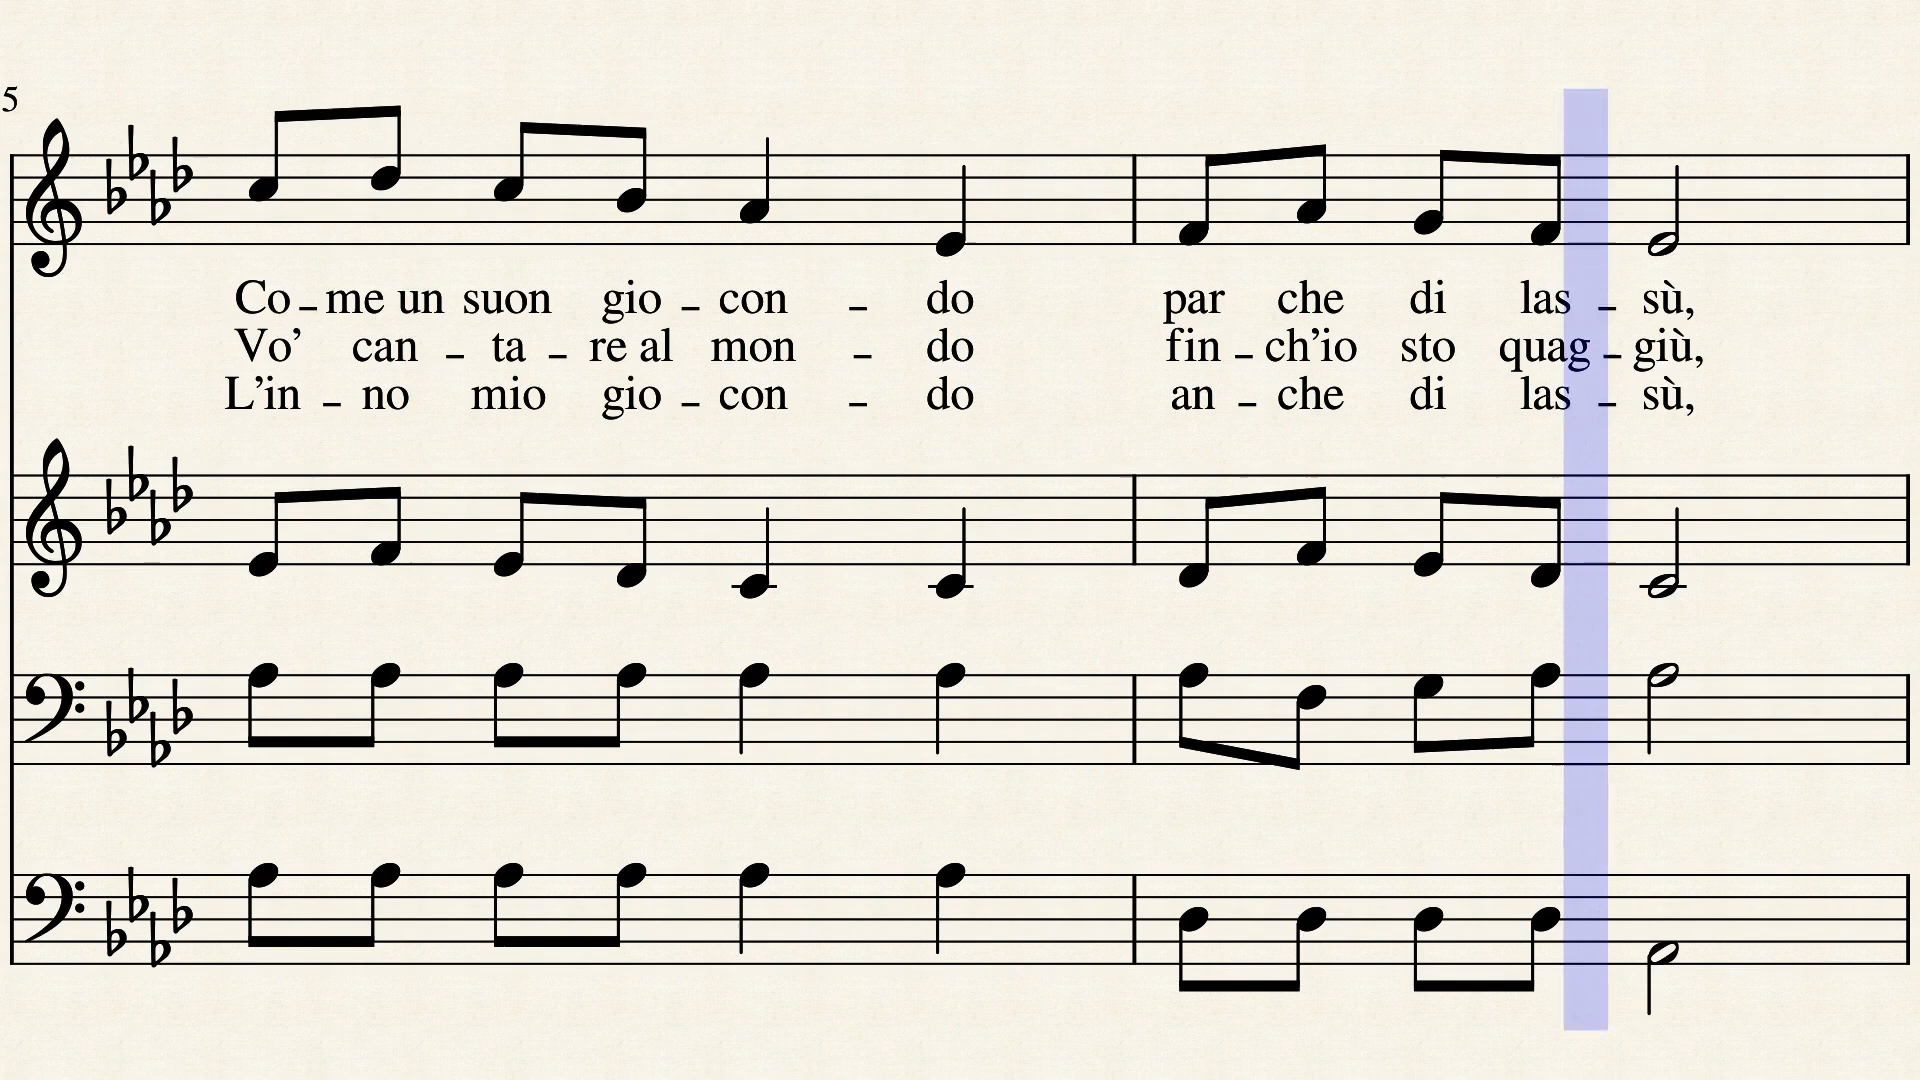 5
Co – me un suon gio – con – do par che di las – sù,
Vo’ can – ta – re al mon – do fin – ch’io sto quag – giù,
L’in – no mio gio – con – do an – che di las – sù,